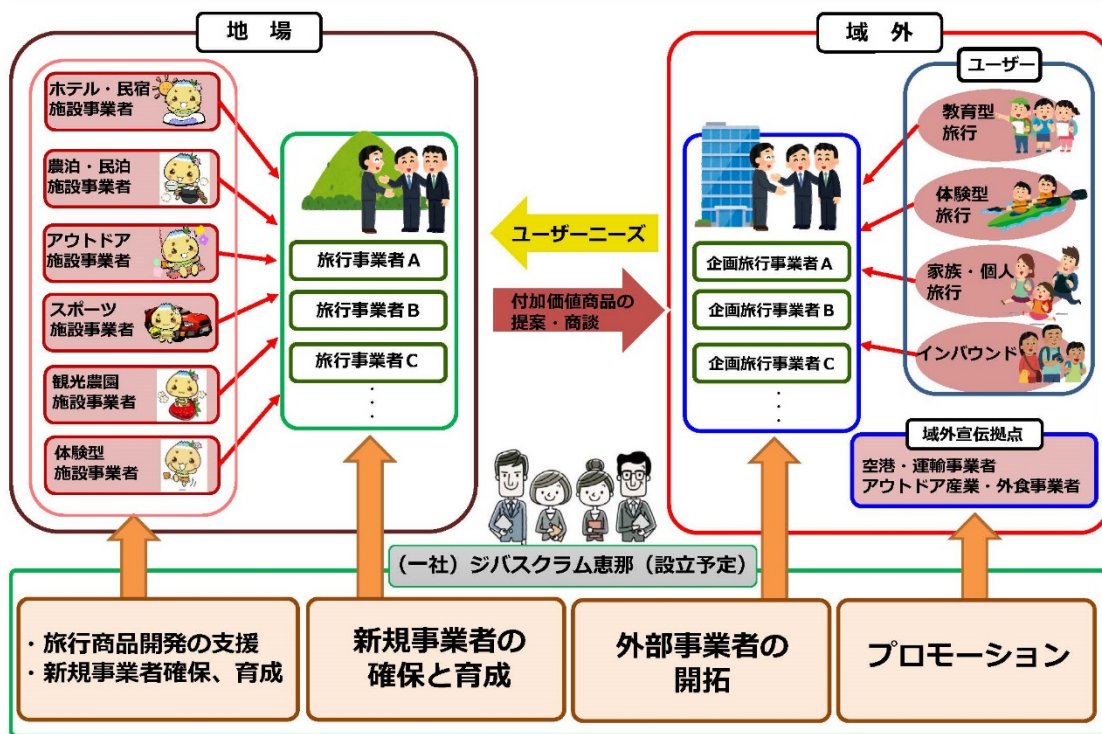 地 場
ホテル・民宿
施設事業者
農泊・民泊
施設事業者
アウトドア
施設事業者
スポーツ
施設事業者
観光農園
施設事業者
体験型
施設事業者
旅行事業者A
旅行事業者B
旅行事業者C
ユーザーニーズ
付加価値商品の
提案・商談
域 外
企画旅行事業者A
企画旅行事業者B
企画旅行事業者C
ユーザー
教育型
旅行
体験型
旅行
家族・個人
旅行
インバウンド
域外宣伝拠点
空港・運輸事業者
アウトドア産業・外食事業者
(一社)ジバスクラム恵那(設立予定)
・旅行商品開発の支援
・新規事業者確保、育成
新規事業者の
確保と育成
外部事業者の
開拓
プロモーション